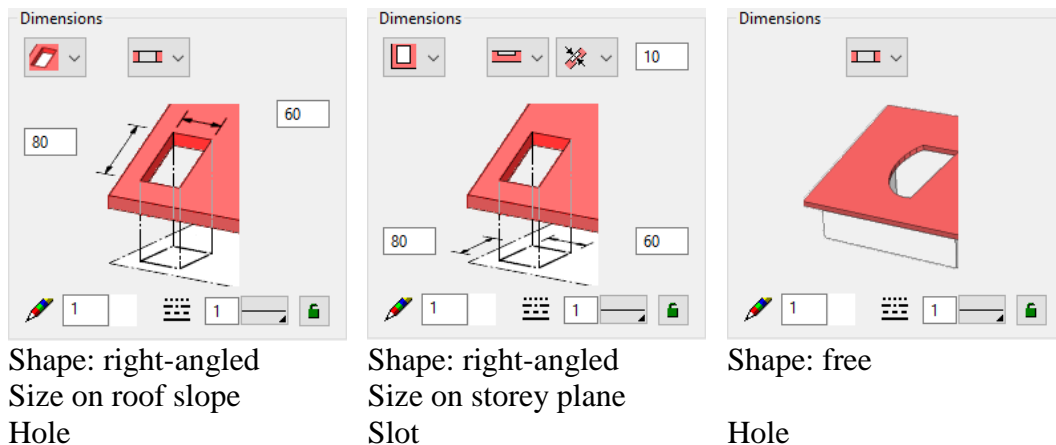 Dimensions
60
80
1
1
Shape: right-angled
Size on roof slope
Hole
Dimensions
10
80
60
1
1
Shape: right-angled
Size on storey plane
Slot
Dimensions
1
1
Shape: free
Hole